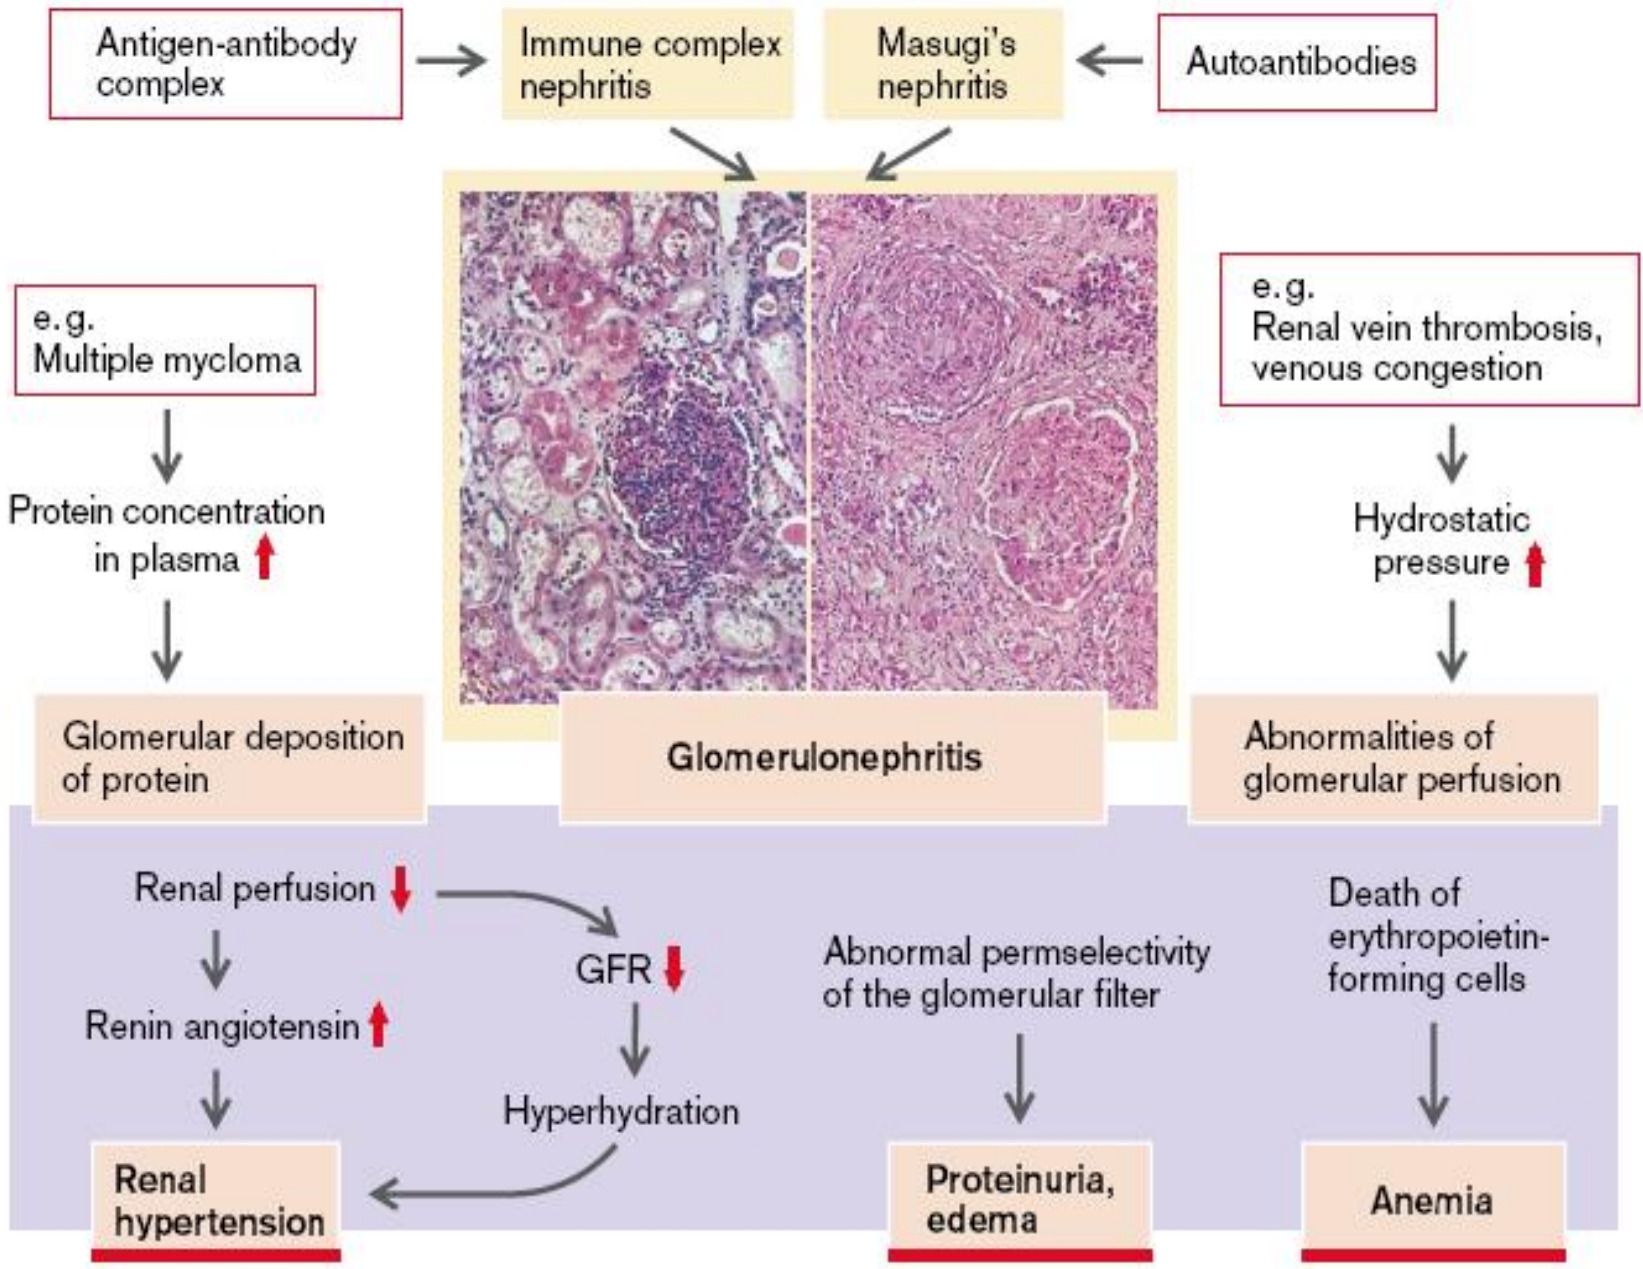 Antigen-antibody
complex
Immune complex
nephritis
Masugi's
nephritis
Autoantibodies
e.g.
Multiple mycloma
e.g.
Renal vein thrombosis,
venous congestion
Protein concentration
in plasma
Hydrostatic
pressure
Glomerular deposition
of protein
Glomerulonephritis
Abnormalities of
glomerular perfusion
Renal perfusion
GFR
Renin angiotensin
Hyperhydration
Abnormal permselectivity
of the glomerular filter
Death of
erythropoietin-
forming cells
Renal
hypertension
Proteinuria,
edema
Anemia